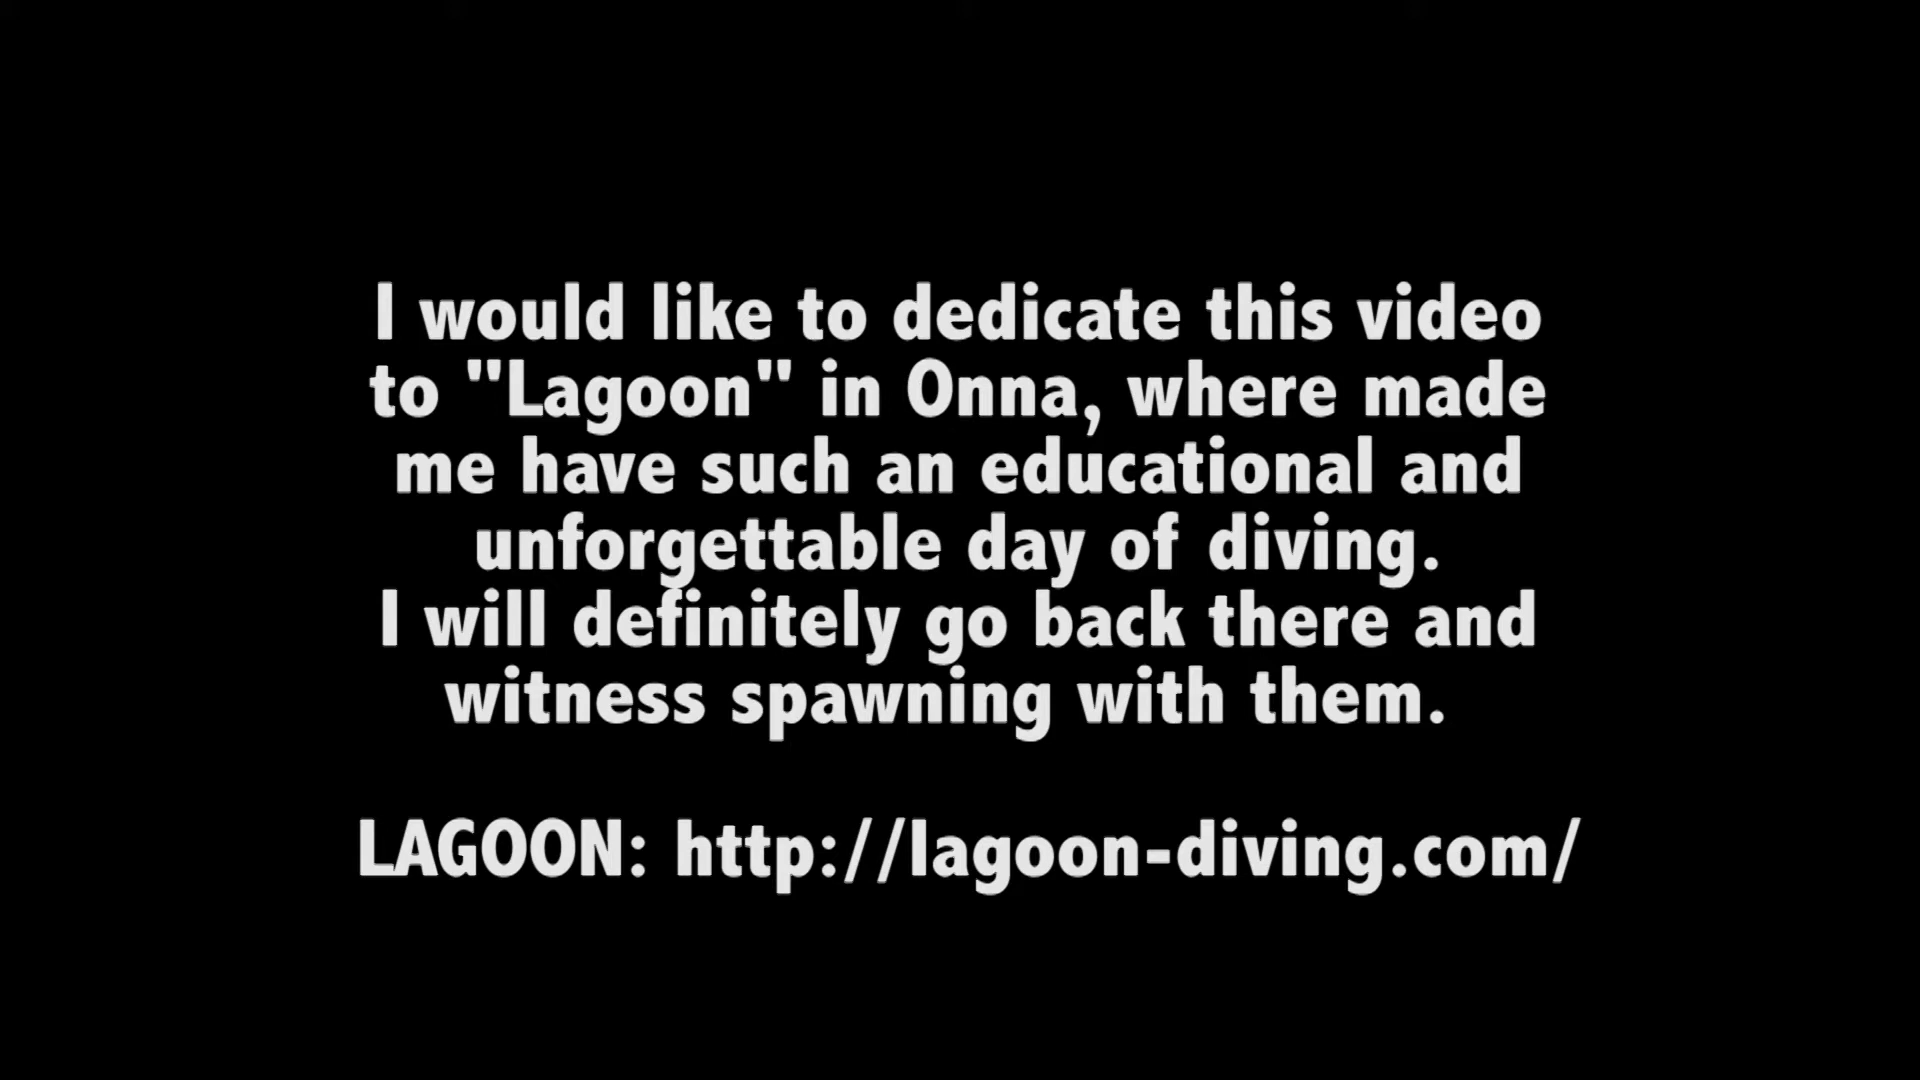 I would like to dedicate this video
to "Lagoon" in Onna, where made
me have such an educational and
unforgettable day of diving.
I will definitely go back there and
witness spawning with them.
LAGOON: http://lagoon-diving.com/